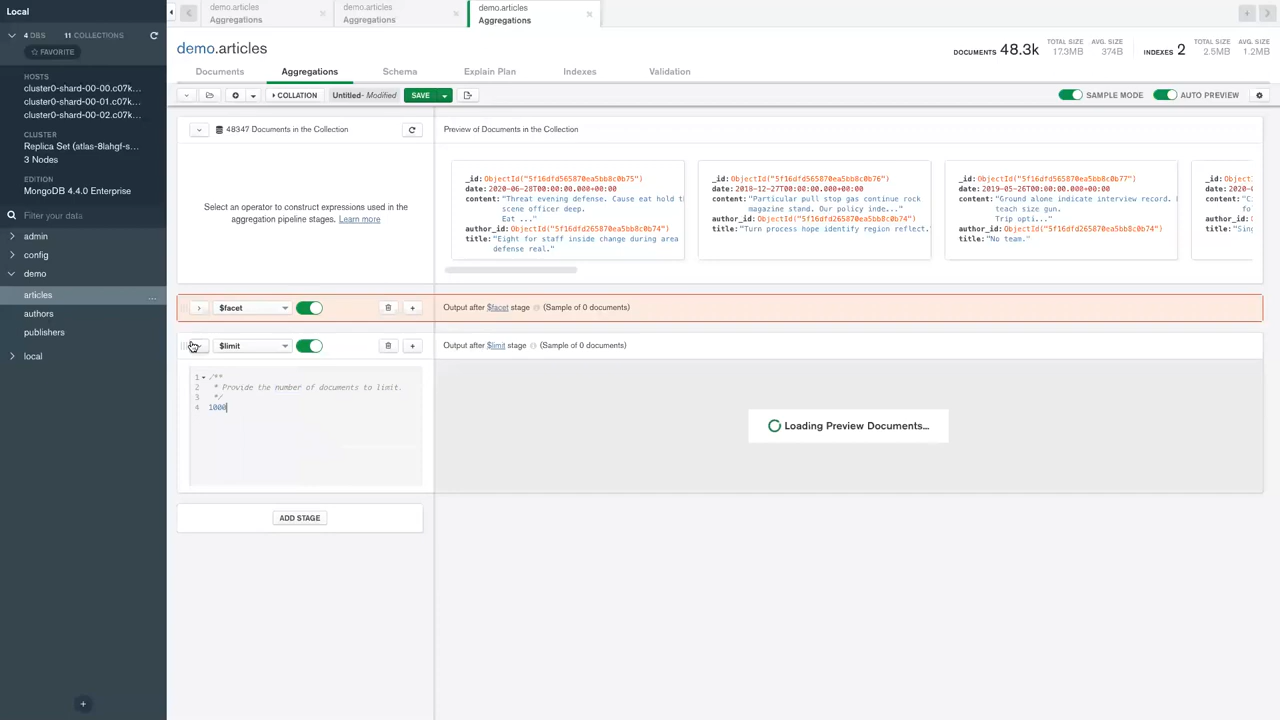 Local
4 DBS 11 COLLECTIONS
FAVORITE
HOSTS
cluster0-shard-00-00.c07k...
cluster0-shard-00-01.c07k...
cluster0-shard-00-02.c07k...
CLUSTER
Replica Set (atlas-8lahgf-s...
3 Nodes
EDITION
MongoDB 4.4.0 Enterprise
Filter your data
admin
config
demo
articles
...
authors
publishers
local
demo.articles
Aggregations
demo.articles
Aggregations
demo.articles
Aggregations
demo.articles
DOCUMENTS 48.3k
TOTAL SIZE
17.3MB
AVG. SIZE
374B
INDEXES 2
TOTAL SIZE
2.5MB
AVG. SIZE
1.2MB
Documents
Aggregations
Schema
Explain Plan
Indexes
Validation
COLLATION
Untitled- Modified
SAVE
SAMPLE MODE
AUTO PREVIEW
48347 Documents in the Collection
Preview of Documents in the Collection
Select an operator to construct expressions used in the
aggregation pipeline stages. Learn more
_id:ObjectId("5f16dfd565870ea5bb8c0b75")
date:2020-06-28T00:00:00.000+00:00
content:"Threat evening defense. Cause eat hold t
scene officer deep.
Eat ..."
author_id:ObjectId("5f16dfd265870ea5bb8c0b74")
title:"Eight for staff inside change during area
defense real."
_id:ObjectId("5f16dfd565870ea5bb8c0b76")
date:2018-12-27T00:00:00.000+00:00
content:"Particular pull stop gas continue rock
magazine stand. Our policy inde..."
author_id:ObjectId("5f16dfd265870ea5bb8c0b74")
title:"Turn process hope identify region reflect.
_id:ObjectId("5f16dfd565870ea5bb8c0b77")
date:2019-05-26T00:00:00.000+00:00
content:"Ground alone indicate interview record.
teach size gun.
Trip opti..."
author_id:ObjectId("5f16dfd265870ea5bb8c0b74")
title:"No team."
_id:ObjectI
date:2020-
content:"C
fo
author_id:
title:"Sin
$facet
Output after $facet stage (Sample of 0 documents)
$limit
Output after $limit stage (Sample of 0 documents)
1 /**
2 * Provide the number of documents to limit.
3 */
4 1000
Loading Preview Documents...
ADD STAGE